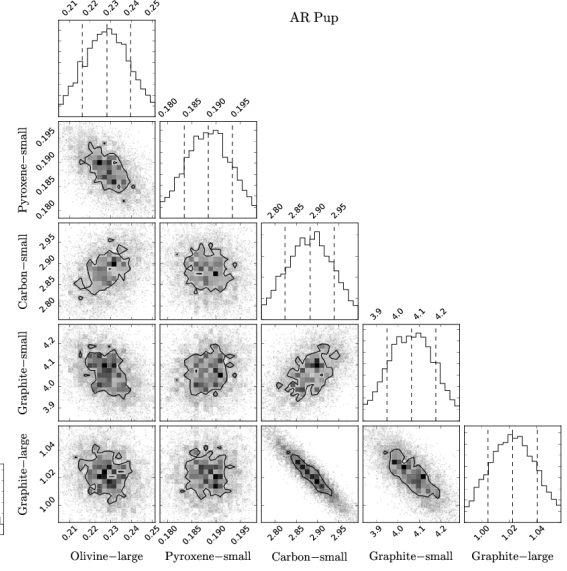 0.21 0.22 0.23 0.24 0.25
AR Pup
0.180 0.185 0.190 0.195
Pyroxene−small
0.195
0.190
0.185
0.180
2.80 2.85 2.90 2.95
Carbon−small
2.95
2.90
2.85
2.80
3.9 4.0 4.1 4.2
Graphite−small
4.2
4.1
4.0
3.9
Graphite−large
1.04
1.02
1.00
0.21 0.22 0.23 0.24 0.25
0.180 0.185 0.190 0.195
2.80 2.85 2.90 2.95
3.9 4.0 4.1 4.2
1.00 1.02 1.04
Olivine−large Pyroxene−small Carbon−small Graphite−small Graphite−large